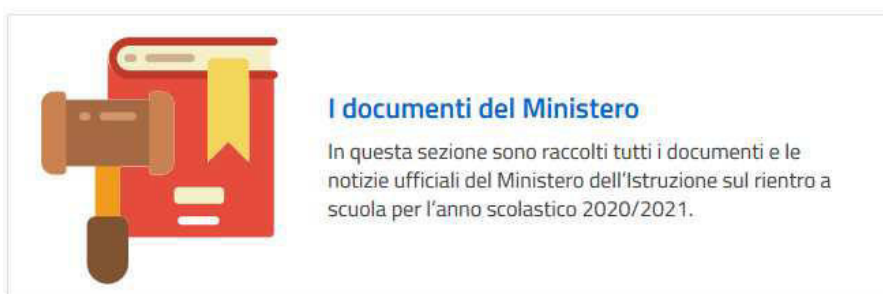 I documenti del Ministero
In questa sezione sono raccolti tutti i documenti e le
notizie ufficiali del Ministero dell'Istruzione sul rientro a
scuola per l'anno scolastico 2020/2021.